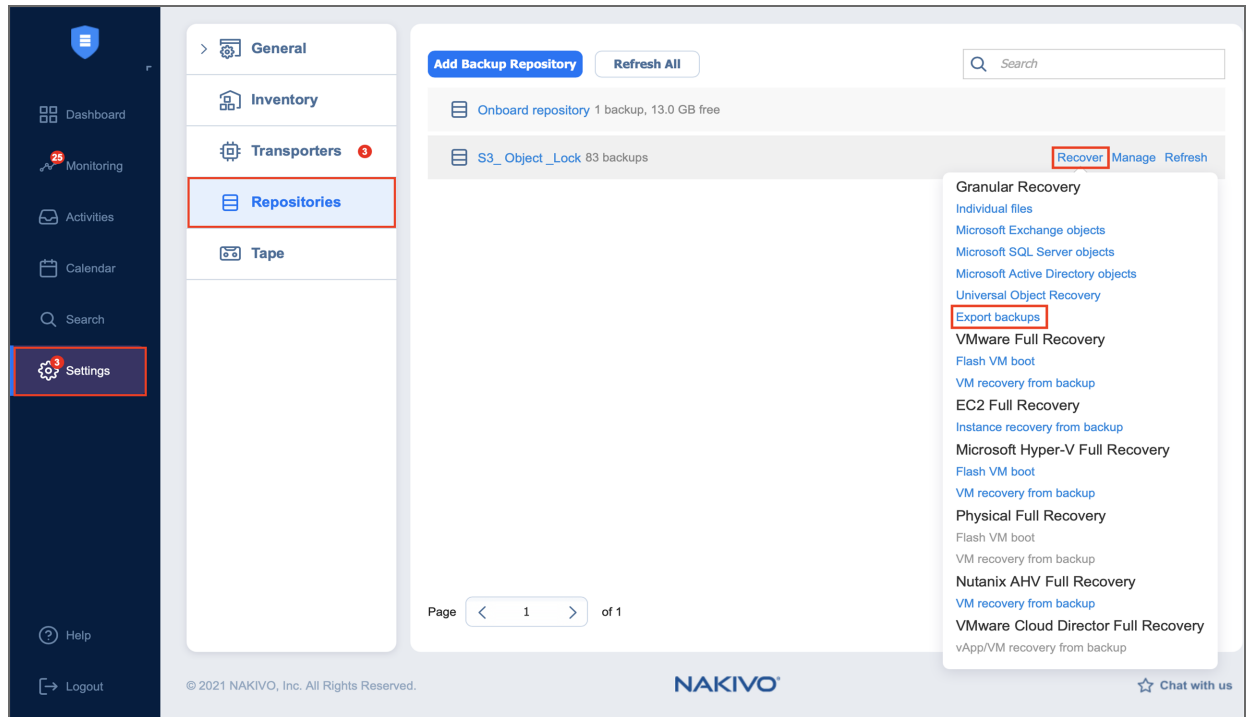 Dashboard
25
Monitoring
Activities
Calendar
Search
3
Settings
Help
Logout
General
Inventory
Transporters 3
Repositories
Tape
Add Backup Repository Refresh All Search
Onboard repository 1 backup, 13.0 GB free
S3_ Object _Lock 83 backups Recover Manage Refresh
Granular Recovery
Individual files
Microsoft Exchange objects
Microsoft SQL Server objects
Microsoft Active Directory objects
Universal Object Recovery
Export backups
VMware Full Recovery
Flash VM boot
VM recovery from backup
EC2 Full Recovery
Instance recovery from backup
Microsoft Hyper-V Full Recovery
Flash VM boot
VM recovery from backup
Physical Full Recovery
Flash VM boot
VM recovery from backup
Nutanix AHV Full Recovery
VM recovery from backup
VMware Cloud Director Full Recovery
vApp/VM recovery from backup
Page 1 of 1
© 2021 NAKIVO, Inc. All Rights Reserved. NAKIVO® Chat with us